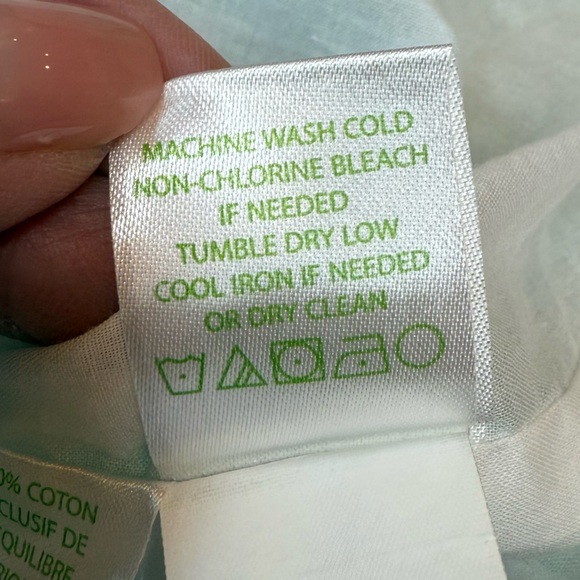 MACHINE WASH COLD
NON-CHLORINE BLEACH
IF NEEDED
TUMBLE DRY LOW
COOL IRON IF NEEDED
OR DRY CLEAN
0% COTON
CLUSIF DE
QUILIBRE